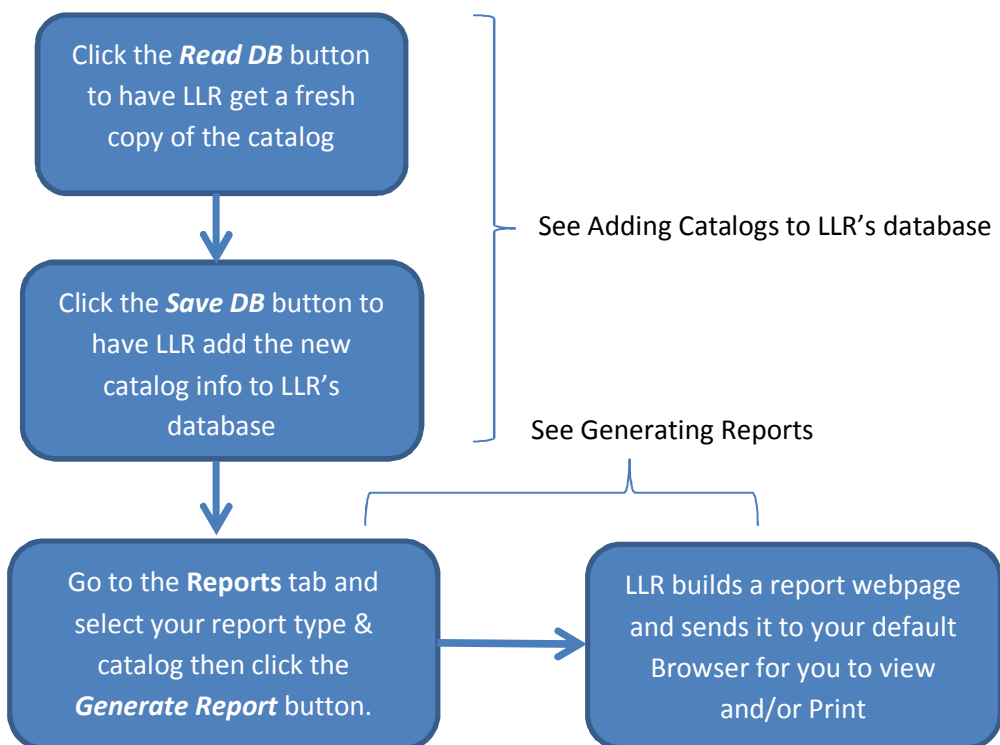 Click the Read DB button
to have LLR get a fresh
copy of the catalog
See Adding Catalogs to LLR’s database
Click the Save DB button to
have LLR add the new
catalog info to LLR’s
database
See Generating Reports
Go to the Reports tab and
select your report type &
catalog then click the
Generate Report button.
LLR builds a report webpage
and sends it to your default
Browser for you to view
and/or Print